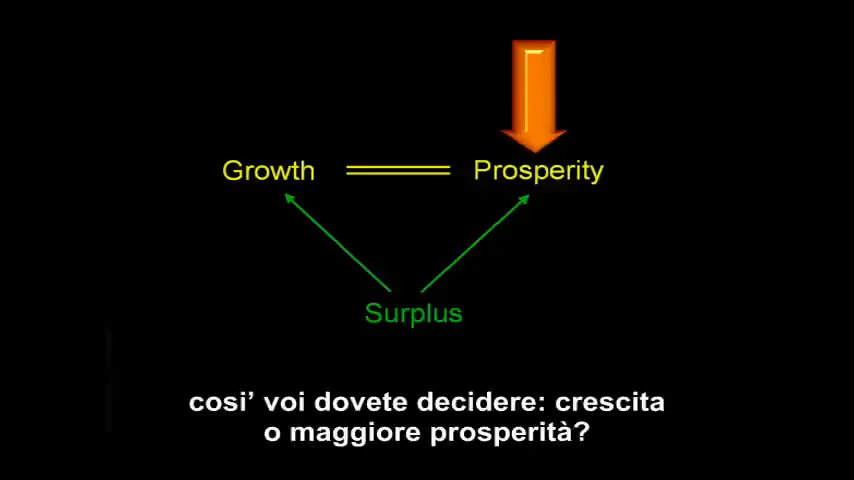 Growth Prosperity
Surplus
cosi’ voi dovete decidere: crescita
o maggiore prosperità?